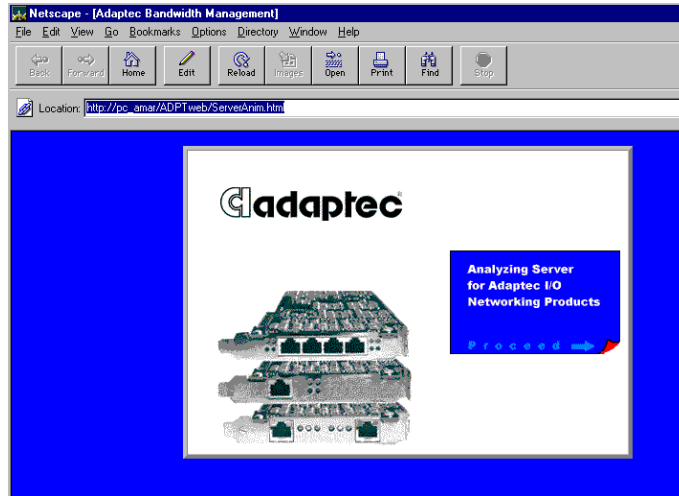 Netscape - [Adaptec Bandwidth Management]
File Edit View Go Bookmarks Options Directory Window Help
Back Forward Home Edit Reload Images Open Print Find Stop
Location: http://pc_amar/ADPTweb/ServerAnim.htm
adaptec
Analyzing Server
for Adaptec I/O
Networking Products
Proceed